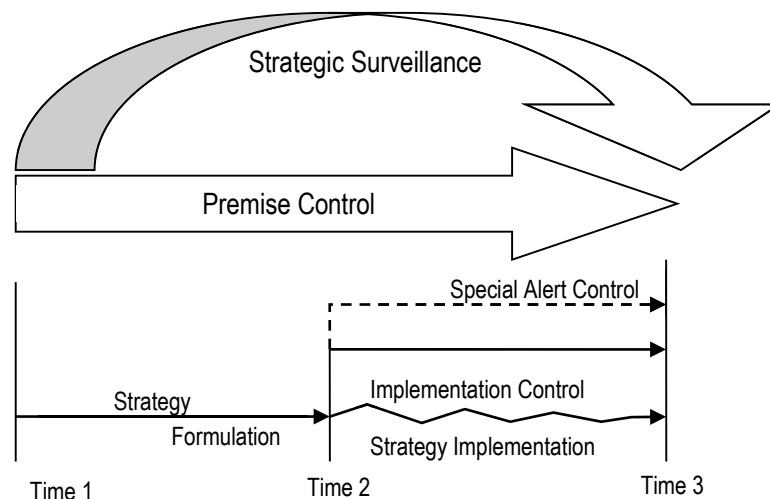 Strategic Surveillance
Premise Control
Special Alert Control
Implementation Control
Strategy
Formulation
Strategy Implementation
Time 1
Time 2
Time 3